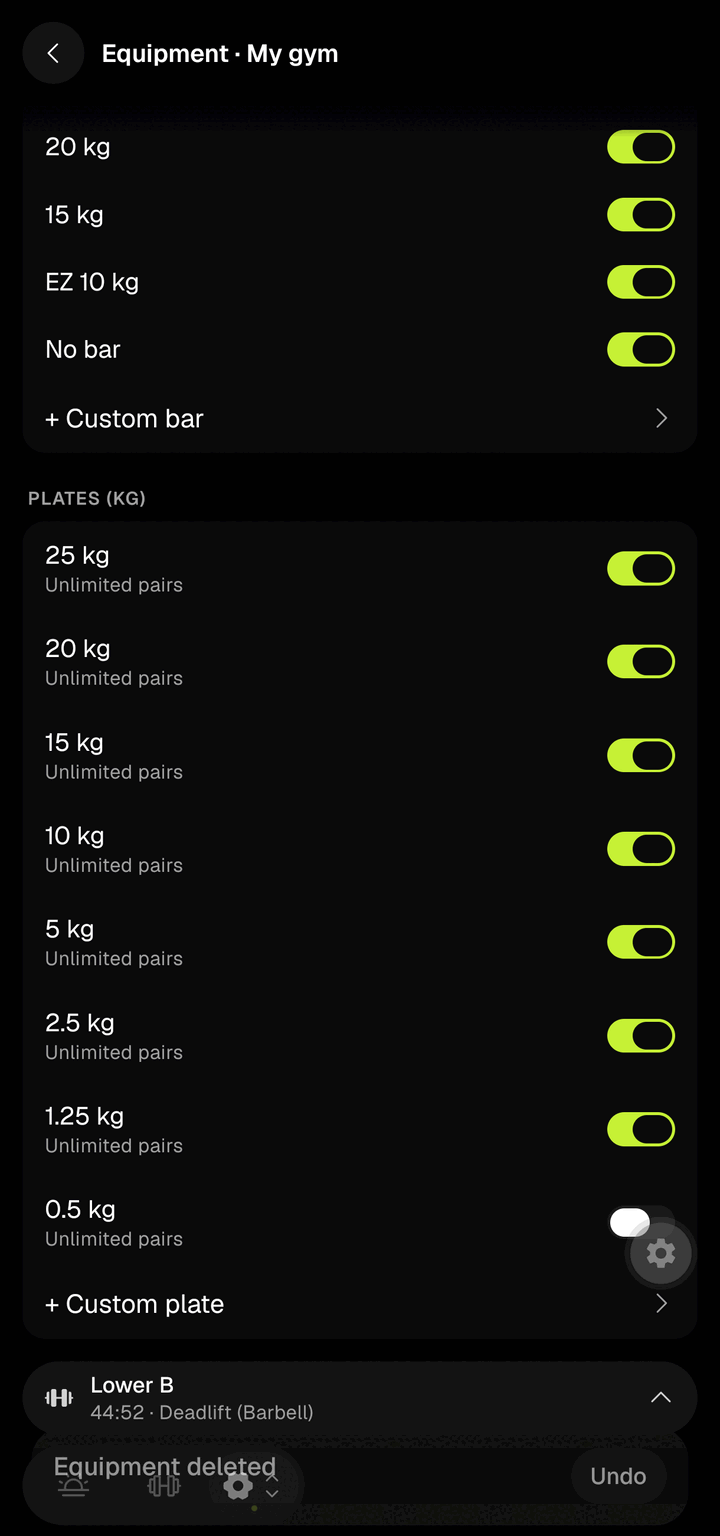 Equipment · My gym
20 kg
15 kg
EZ 10 kg
No bar
+ Custom bar
PLATES (KG)
25 kg
Unlimited pairs
20 kg
Unlimited pairs
15 kg
Unlimited pairs
10 kg
Unlimited pairs
5 kg
Unlimited pairs
2.5 kg
Unlimited pairs
1.25 kg
Unlimited pairs
0.5 kg
Unlimited pairs
+ Custom plate
Lower B
44:52 · Deadlift (Barbell)
Equipment deleted
Undo